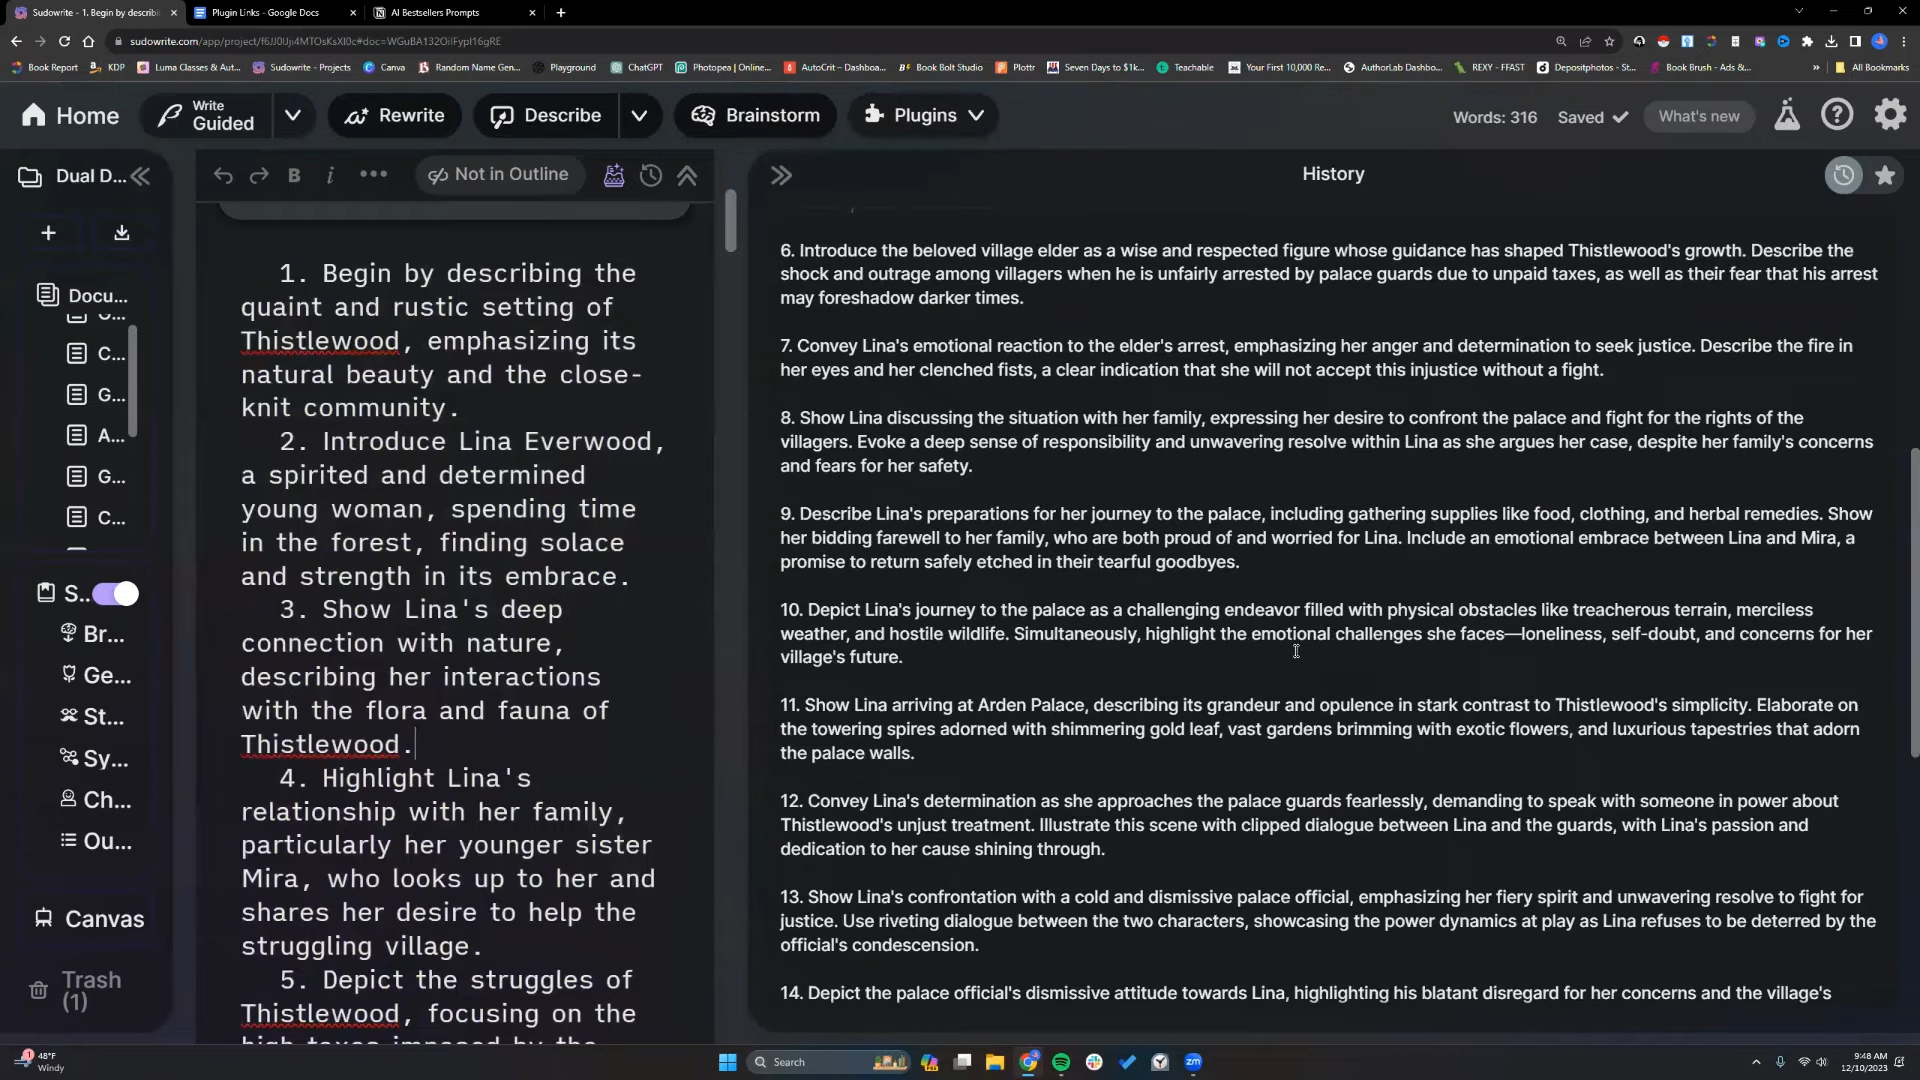 Sudowrite - 1. Begin by describi
Plugin Links - Google Docs
AI Bestsellers Prompts
sudowrite.com/app/project/f6JJ0lJji4MTOsKsXI0c#doc=WGuBA132OiIFypI16gRE
Book Report
KDP
Luma Classes & Aut...
Sudowrite - Projects
Canva
Random Name Gen...
Playground
ChatGPT
Photopea | Online...
AutoCrit – Dashboa...
Book Bolt Studio
Plottr
Seven Days to $1k...
Teachable
Your First 10,000 Re...
AuthorLab Dashbo...
REXY - FFAST
Depositphotos - St...
Book Brush - Ads &...
All Bookmarks
Home
Write
Guided
Rewrite
Describe
Brainstorm
Plugins
Words: 316
Saved
What's new
Dual D...
Not in Outline
History
Docu...
C...
G...
A...
G...
C...
S..
Br...
Ge...
St...
Sy...
Ch...
Ou...
Canvas
Trash
(1)
1. Begin by describing the
quaint and rustic setting of
Thistlewood, emphasizing its
natural beauty and the close-
knit community.
2. Introduce Lina Everwood,
a spirited and determined
young woman, spending time
in the forest, finding solace
and strength in its embrace.
3. Show Lina's deep
connection with nature,
describing her interactions
with the flora and fauna of
Thistlewood.
4. Highlight Lina's
relationship with her family,
particularly her younger sister
Mira, who looks up to her and
shares her desire to help the
struggling village.
5. Depict the struggles of
Thistlewood, focusing on the
high taxes imposed by the
6. Introduce the beloved village elder as a wise and respected figure whose guidance has shaped Thistlewood's growth. Describe the
shock and outrage among villagers when he is unfairly arrested by palace guards due to unpaid taxes, as well as their fear that his arrest
may foreshadow darker times.
7. Convey Lina's emotional reaction to the elder's arrest, emphasizing her anger and determination to seek justice. Describe the fire in
her eyes and her clenched fists, a clear indication that she will not accept this injustice without a fight.
8. Show Lina discussing the situation with her family, expressing her desire to confront the palace and fight for the rights of the
villagers. Evoke a deep sense of responsibility and unwavering resolve within Lina as she argues her case, despite her family's concerns
and fears for her safety.
9. Describe Lina's preparations for her journey to the palace, including gathering supplies like food, clothing, and herbal remedies. Show
her bidding farewell to her family, who are both proud of and worried for Lina. Include an emotional embrace between Lina and Mira, a
promise to return safely etched in their tearful goodbyes.
10. Depict Lina's journey to the palace as a challenging endeavor filled with physical obstacles like treacherous terrain, merciless
weather, and hostile wildlife. Simultaneously, highlight the emotional challenges she faces—loneliness, self-doubt, and concerns for her
village's future.
11. Show Lina arriving at Arden Palace, describing its grandeur and opulence in stark contrast to Thistlewood's simplicity. Elaborate on
the towering spires adorned with shimmering gold leaf, vast gardens brimming with exotic flowers, and luxurious tapestries that adorn
the palace walls.
12. Convey Lina's determination as she approaches the palace guards fearlessly, demanding to speak with someone in power about
Thistlewood's unjust treatment. Illustrate this scene with clipped dialogue between Lina and the guards, with Lina's passion and
dedication to her cause shining through.
13. Show Lina's confrontation with a cold and dismissive palace official, emphasizing her fiery spirit and unwavering resolve to fight for
justice. Use riveting dialogue between the two characters, showcasing the power dynamics at play as Lina refuses to be deterred by the
official's condescension.
14. Depict the palace official's dismissive attitude towards Lina, highlighting his blatant disregard for her concerns and the village's
48°F
Windy
Search
9:48 AM
12/10/2023